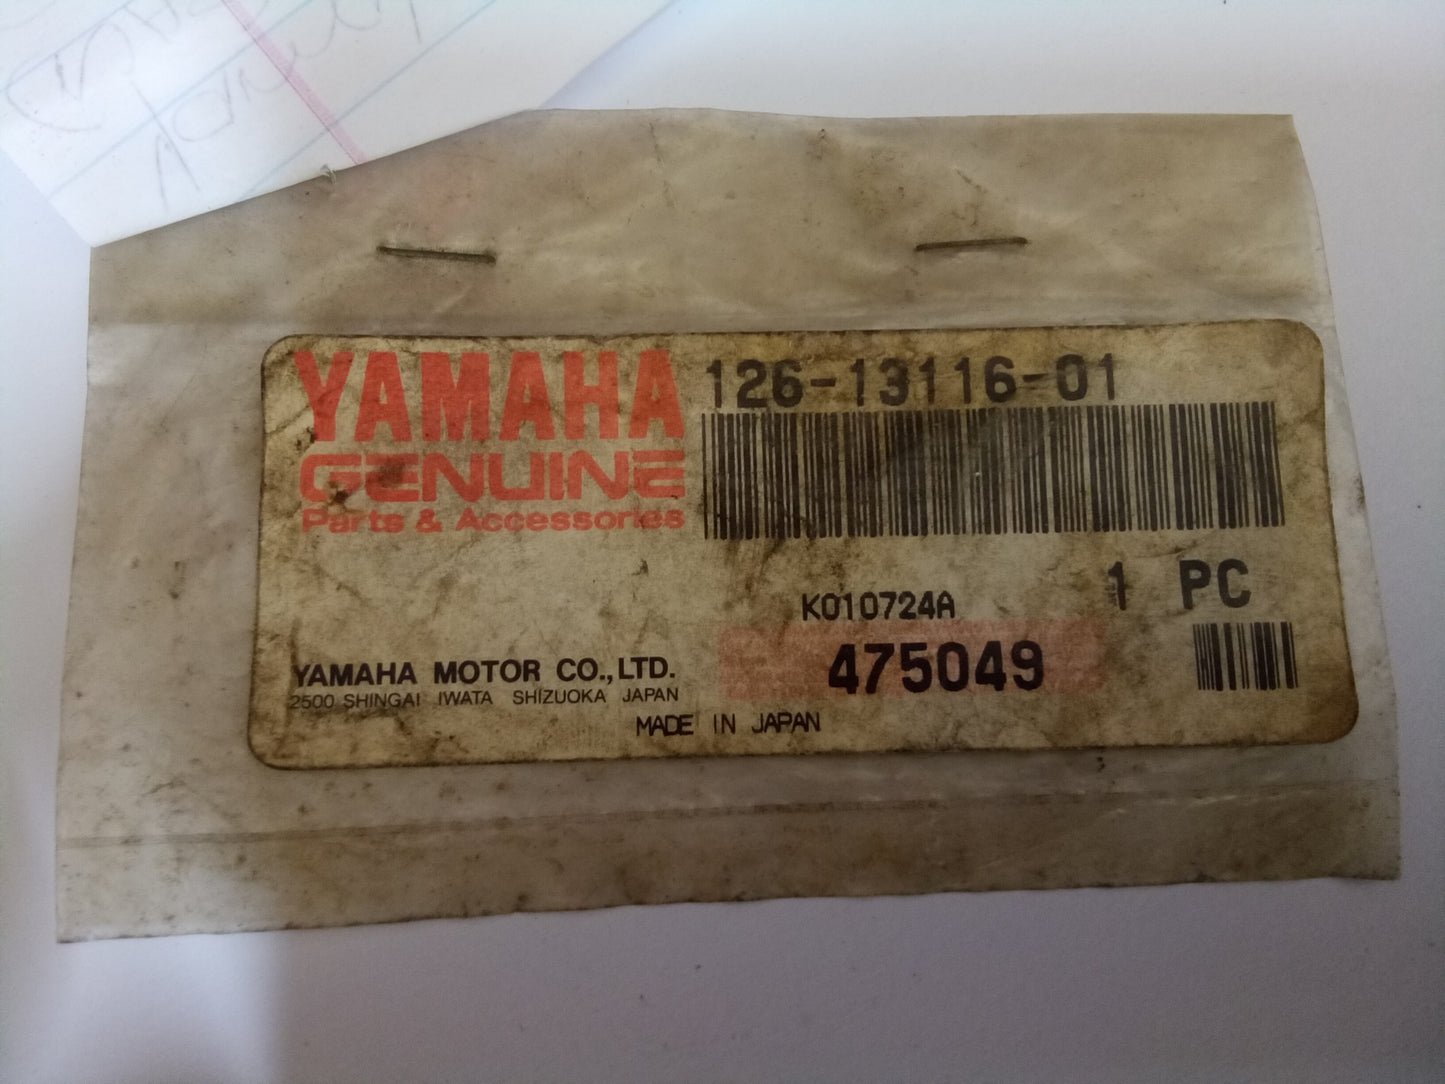 YAMAHA
GENUINE
Parts & Accessories
126-13116-01
1 PC
K010724A
475049
YAMAHA MOTOR CO.,LTD.
2500 SHINGAI IWATA SHIZUOKA JAPAN
MADE IN JAPAN